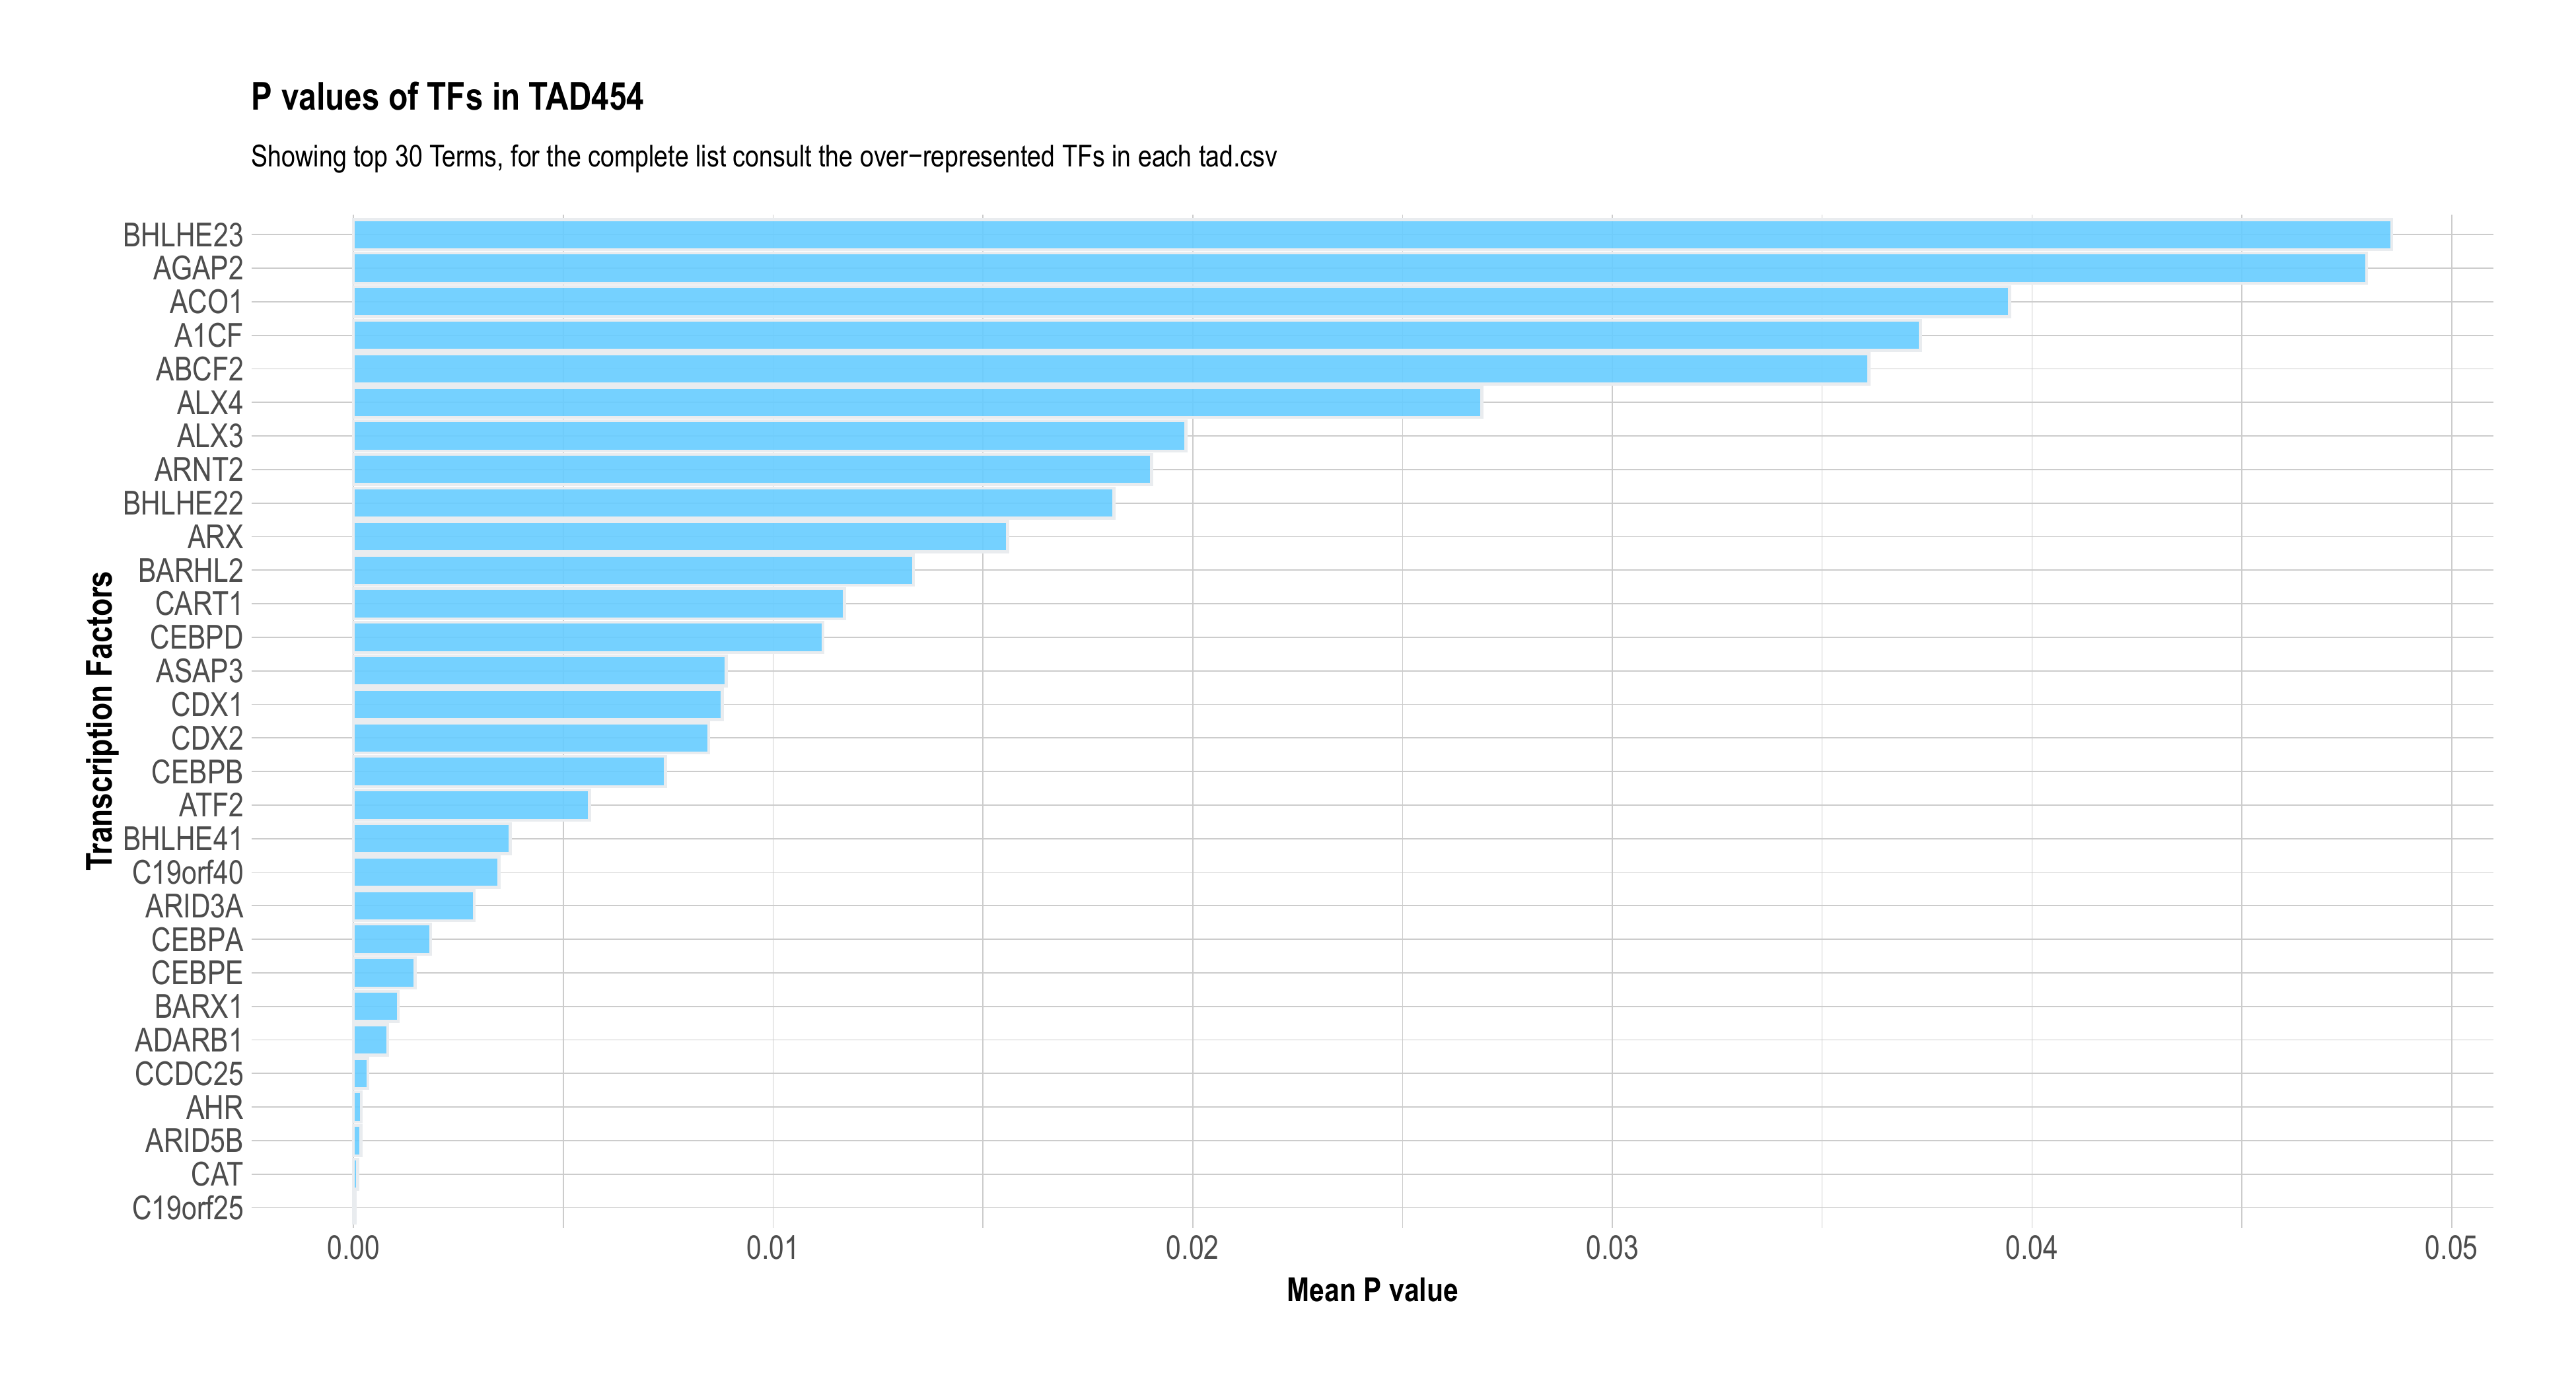 P values of TFs in TAD454
Showing top 30 Terms, for the complete list consult the over−represented TFs in each tad.csv
Transcription Factors
BHLHE23
AGAP2
ACO1
A1CF
ABCF2
ALX4
ALX3
ARNT2
BHLHE22
ARX
BARHL2
CART1
CEBPD
ASAP3
CDX1
CDX2
CEBPB
ATF2
BHLHE41
C19orf40
ARID3A
CEBPA
CEBPE
BARX1
ADARB1
CCDC25
AHR
ARID5B
CAT
C19orf25
0.00 0.01 0.02 0.03 0.04 0.05
Mean P value